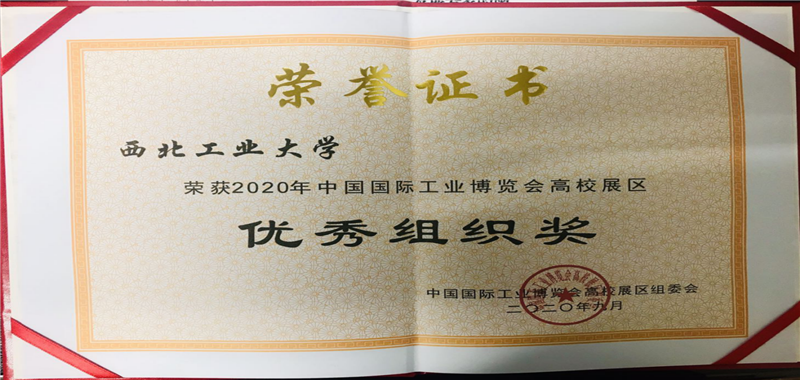 荣誉证书
西北工业大学
荣获2020年中国国际工业博览会高校展区
优秀组织奖
中国国际工业博览会高校展区组委会
二〇二〇年九月